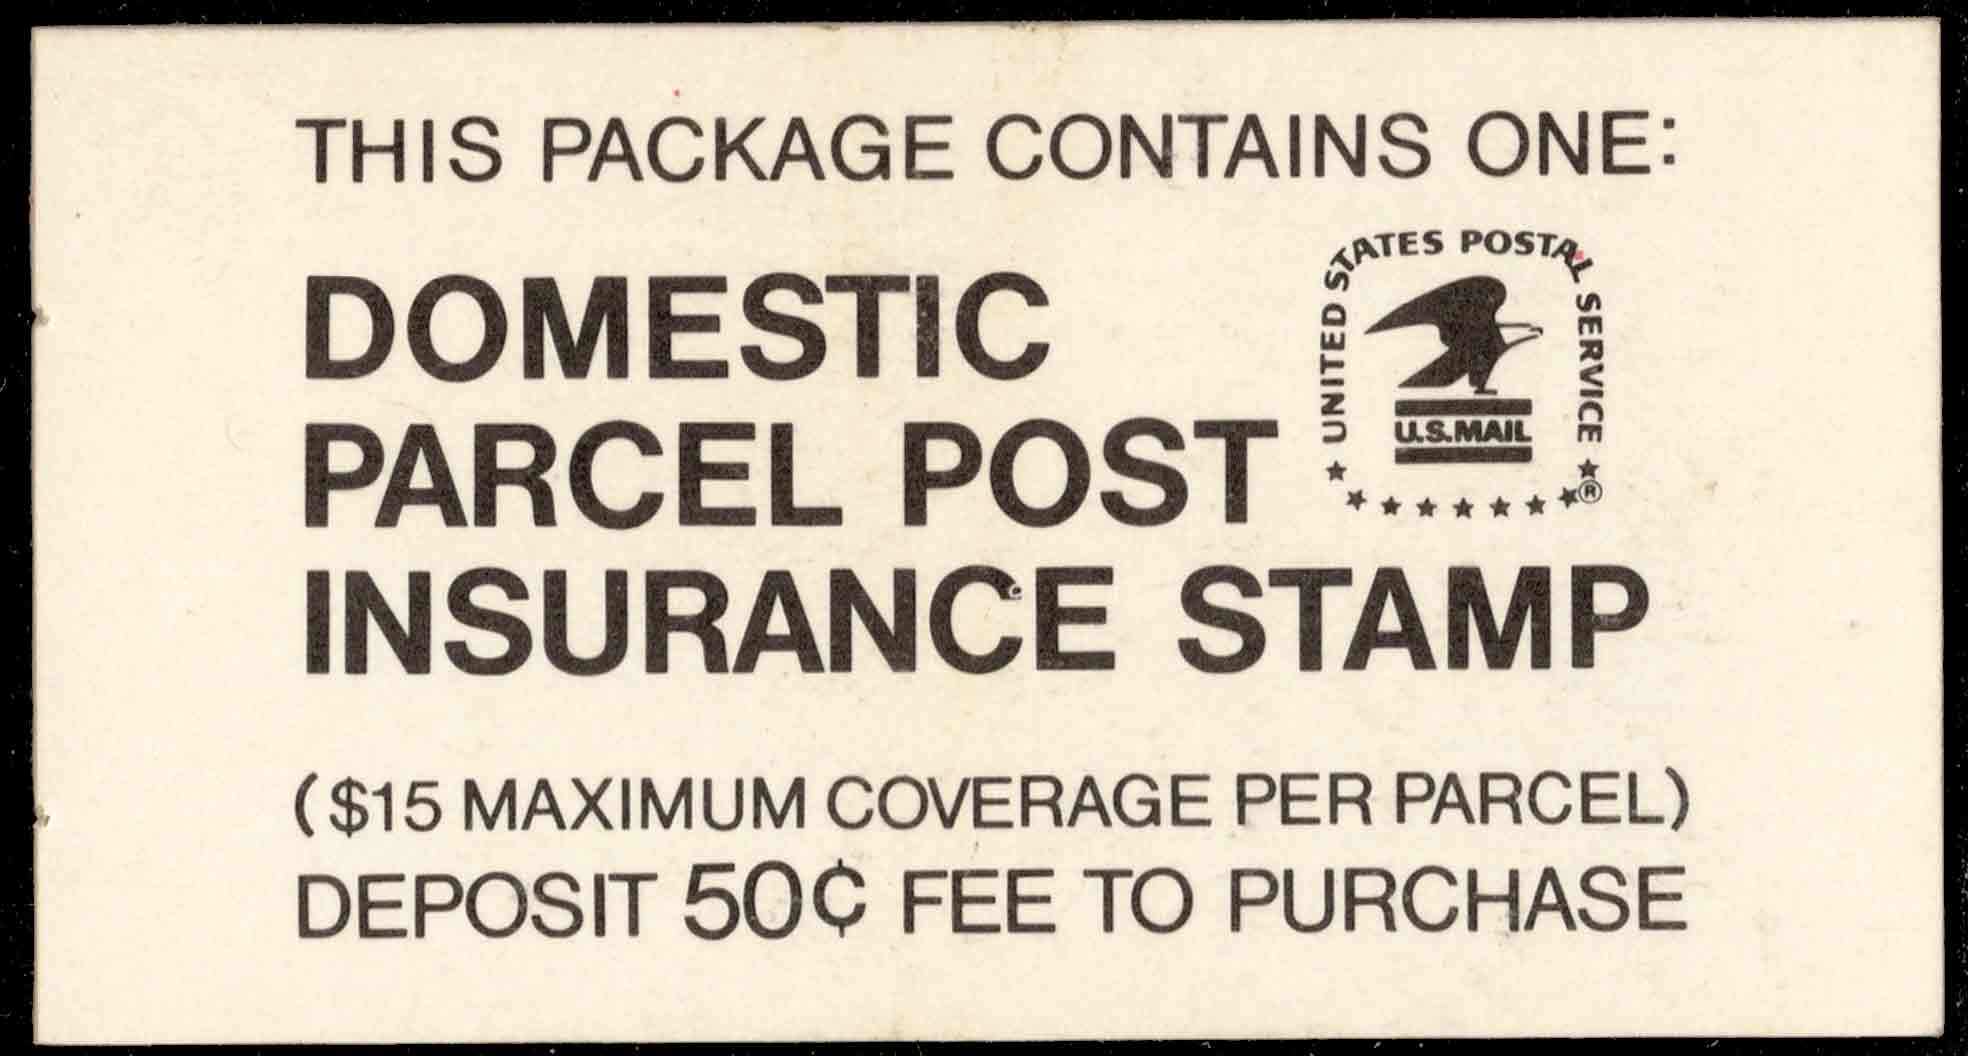 THIS PACKAGE CONTAINS ONE:
DOMESTIC
PARCEL POST
INSURANCE STAMP
UNITED STATES POSTAL SERVICE ®
U.S.MAIL
($15 MAXIMUM COVERAGE PER PARCEL)
DEPOSIT 50¢ FEE TO PURCHASE